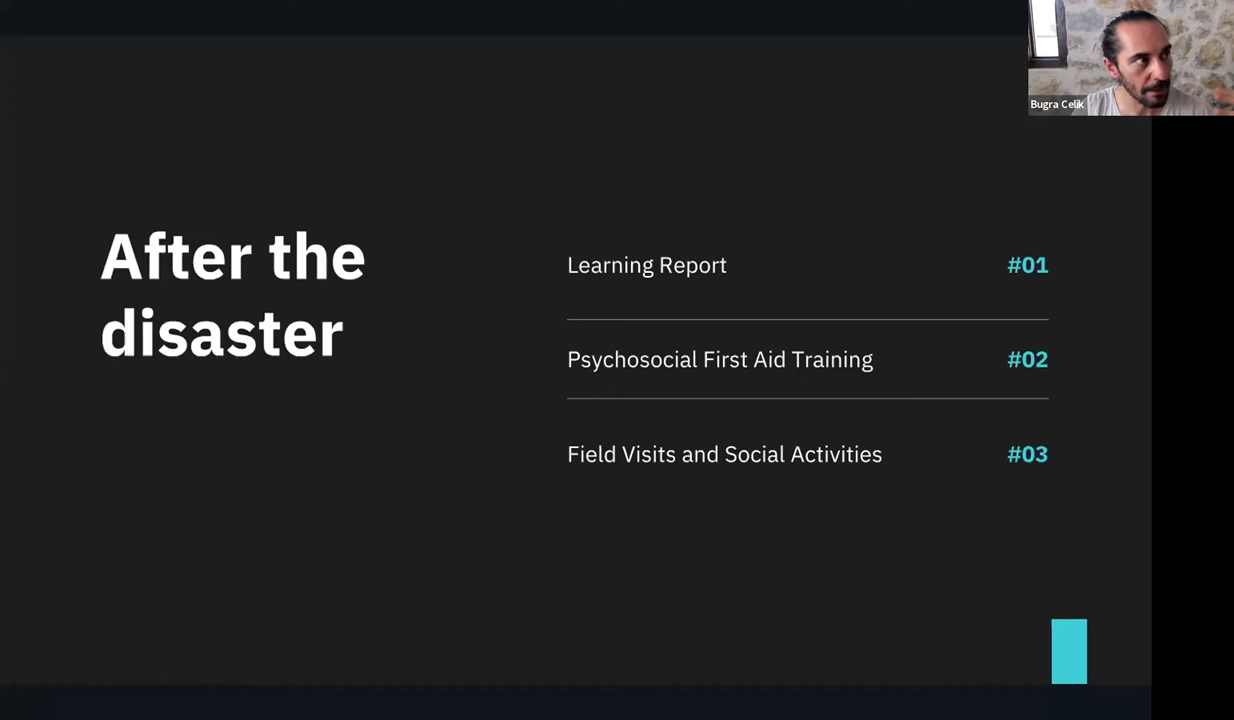 Bugra Celik
After the
disaster
Learning Report #01
Psychosocial First Aid Training #02
Field Visits and Social Activities #03